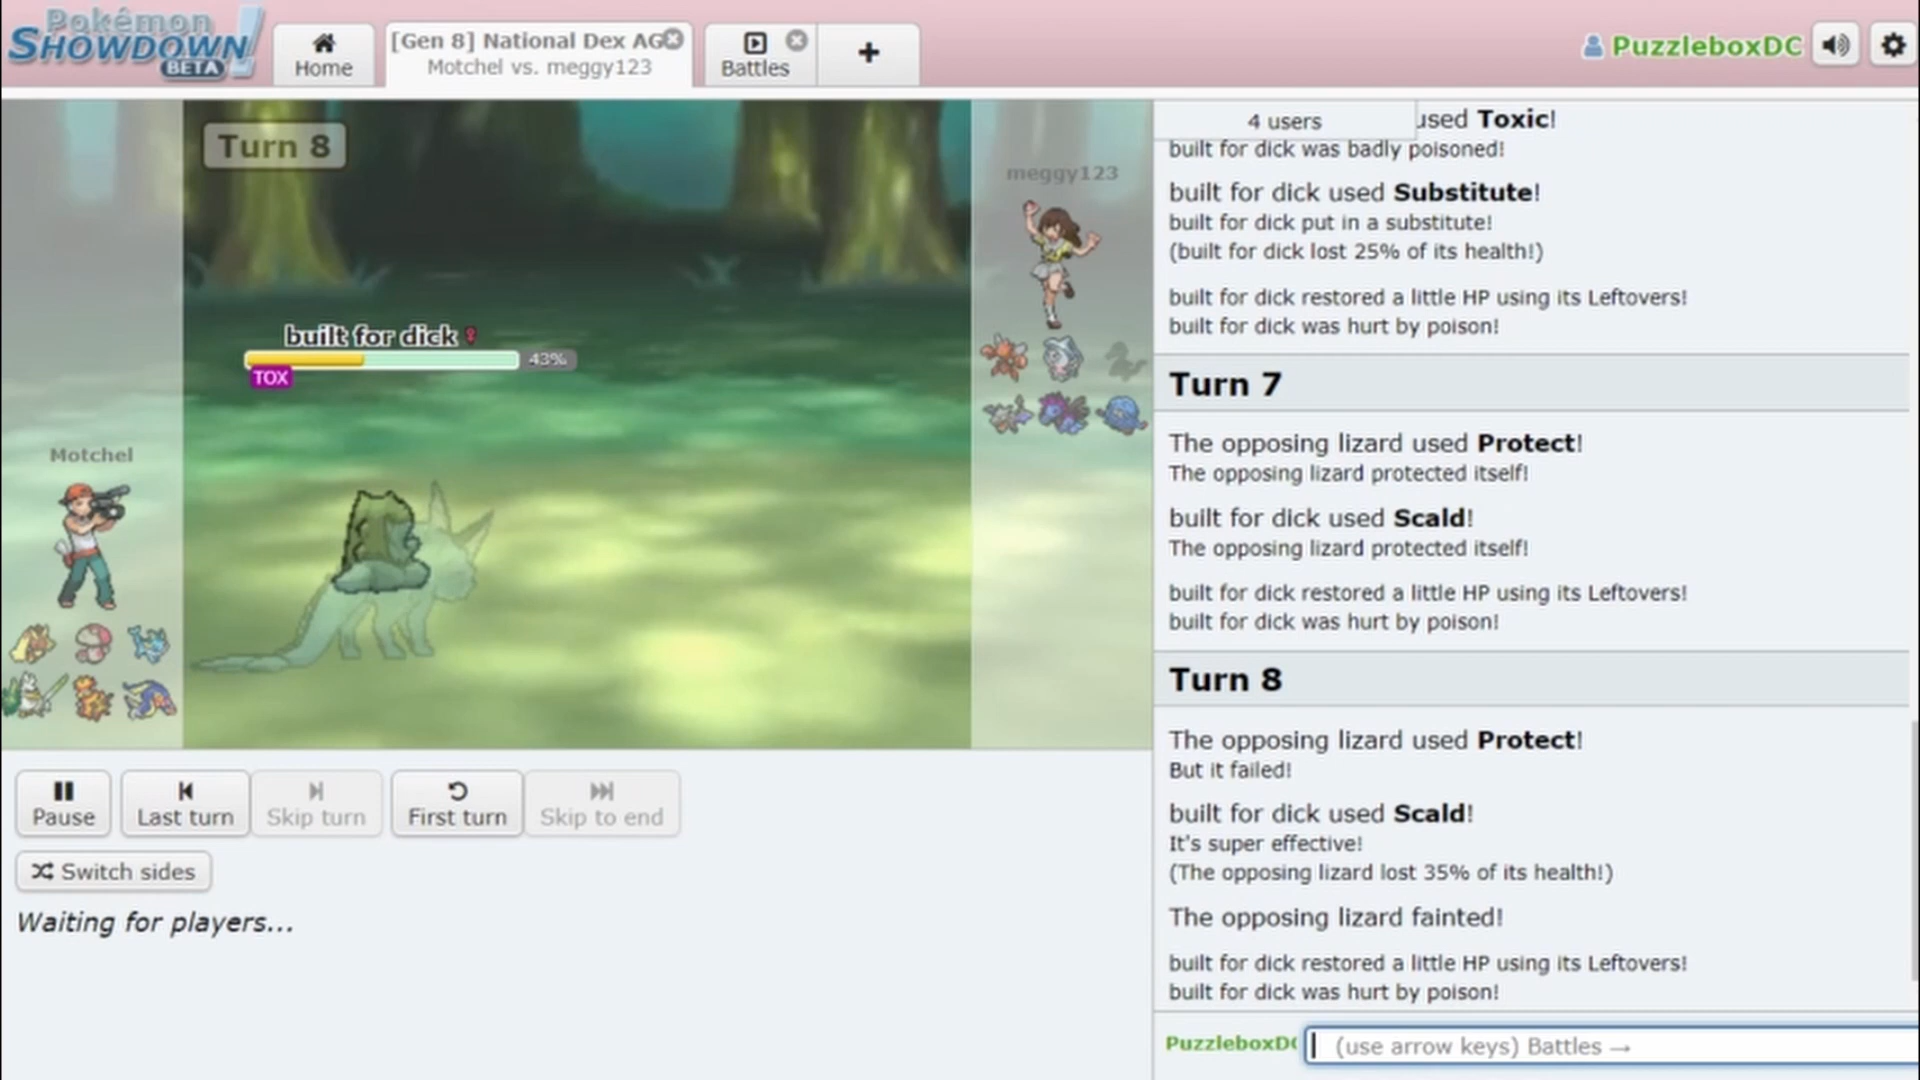 Pokémon
SHOWDOWN!
BETA
Home
[Gen 8] National Dex AG
Motchel vs. meggy123
Battles
+
PuzzleboxDC
Turn 8
meggy123
built for dick
43%
TOX
Motchel
Pause
Last turn
Skip turn
First turn
Skip to end
Switch sides
Waiting for players...
4 users
used Toxic!
built for dick was badly poisoned!
built for dick used Substitute!
built for dick put in a substitute!
(built for dick lost 25% of its health!)
built for dick restored a little HP using its Leftovers!
built for dick was hurt by poison!
Turn 7
The opposing lizard used Protect!
The opposing lizard protected itself!
built for dick used Scald!
The opposing lizard protected itself!
built for dick restored a little HP using its Leftovers!
built for dick was hurt by poison!
Turn 8
The opposing lizard used Protect!
But it failed!
built for dick used Scald!
It's super effective!
(The opposing lizard lost 35% of its health!)
The opposing lizard fainted!
built for dick restored a little HP using its Leftovers!
built for dick was hurt by poison!
PuzzleboxDC
(use arrow keys) Battles →